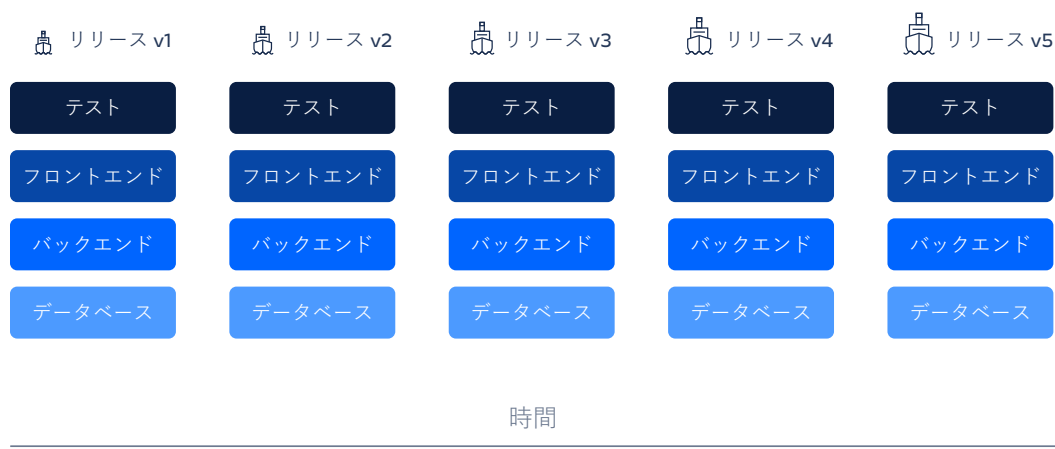 リリース v1
リリース v2
リリース v3
リリース v4
リリース v5
テスト
テスト
テスト
テスト
テスト
フロントエンド
フロントエンド
フロントエンド
フロントエンド
フロントエンド
バックエンド
バックエンド
バックエンド
バックエンド
バックエンド
データベース
データベース
データベース
データベース
データベース
時間